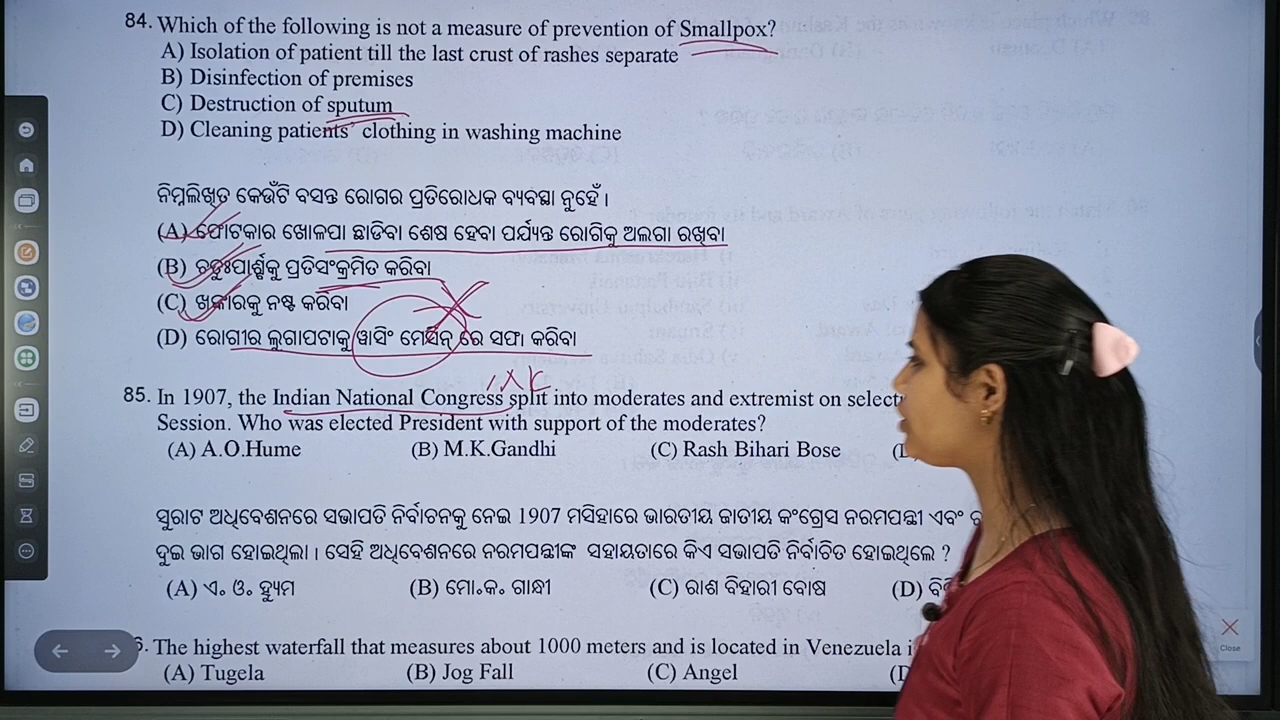 84. Which of the following is not a measure of prevention of Smallpox?
A) Isolation of patient till the last crust of rashes separate
B) Disinfection of premises
C) Destruction of sputum
D) Cleaning patients' clothing in washing machine
ନିମ୍ନଲିଖିତ କେଉଁଟି ବସନ୍ତ ରୋଗର ପ୍ରତିରୋଧକ ବ୍ୟବସ୍ଥା ନୁହେଁ ।
(A) ଫୋଟକାର ଖୋଳପା ଛାଡିବା ଶେଷ ହେବା ପର୍ଯ୍ୟନ୍ତ ରୋଗିକୁ ଅଲଗା ରଖିବା
(B) ଚତୁଃପାର୍ଶ୍ଵକୁ ପ୍ରତିସଂକ୍ରମିତ କରିବା
(C) ଖଙ୍କାରକୁ ନଷ୍ଟ କରିବା
(D) ରୋଗୀର ଲୁଗାପଟାକୁ ୱାସିଂ ମେସିନ୍ ରେ ସଫା କରିବା
85. In 1907, the Indian National Congress split into moderates and extremist on
Session. Who was elected President with support of the moderates?
(A) A.O.Hume (B) M.K.Gandhi (C) Rash Bihari Bose
ସୁରାଟ ଅଧିବେଶନରେ ସଭାପତି ନିର୍ବାଚନକୁ ନେଇ 1907 ମସିହାରେ ଭାରତୀୟ ଜାତୀୟ କଂଗ୍ରେସ ନରମପନ୍ଥୀ ଏବଂ
ଦୁଇ ଭାଗ ହୋଇଥିଲା । ସେହି ଅଧିବେଶନରେ ନରମପନ୍ଥୀଙ୍କ ସହାୟତାରେ କିଏ ସଭାପତି ନିର୍ବାଚିତ ହୋଇଥିଲେ ?
(A) ଏ. ଓ. ହ୍ୟୁମ (B) ମୋ.କ. ଗାନ୍ଧୀ (C) ରାଶ ବିହାରୀ ବୋଷ (D)
The highest waterfall that measures about 1000 meters and is located in Venezuela
(A) Tugela (B) Jog Fall (C) Angel
Close